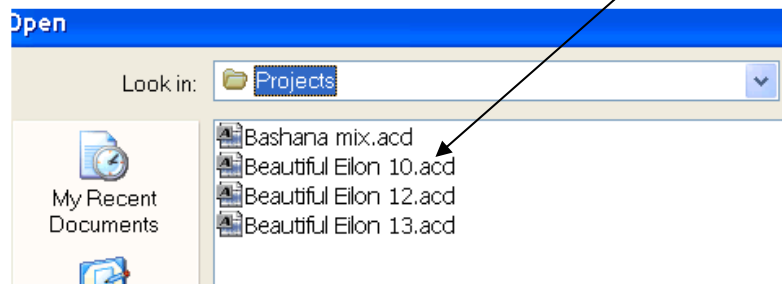 Open
Look in:
Projects
Bashana mix.acd
Beautiful Eilon 10.acd
Beautiful Eilon 12.acd
Beautiful Eilon 13.acd
My Recent
Documents